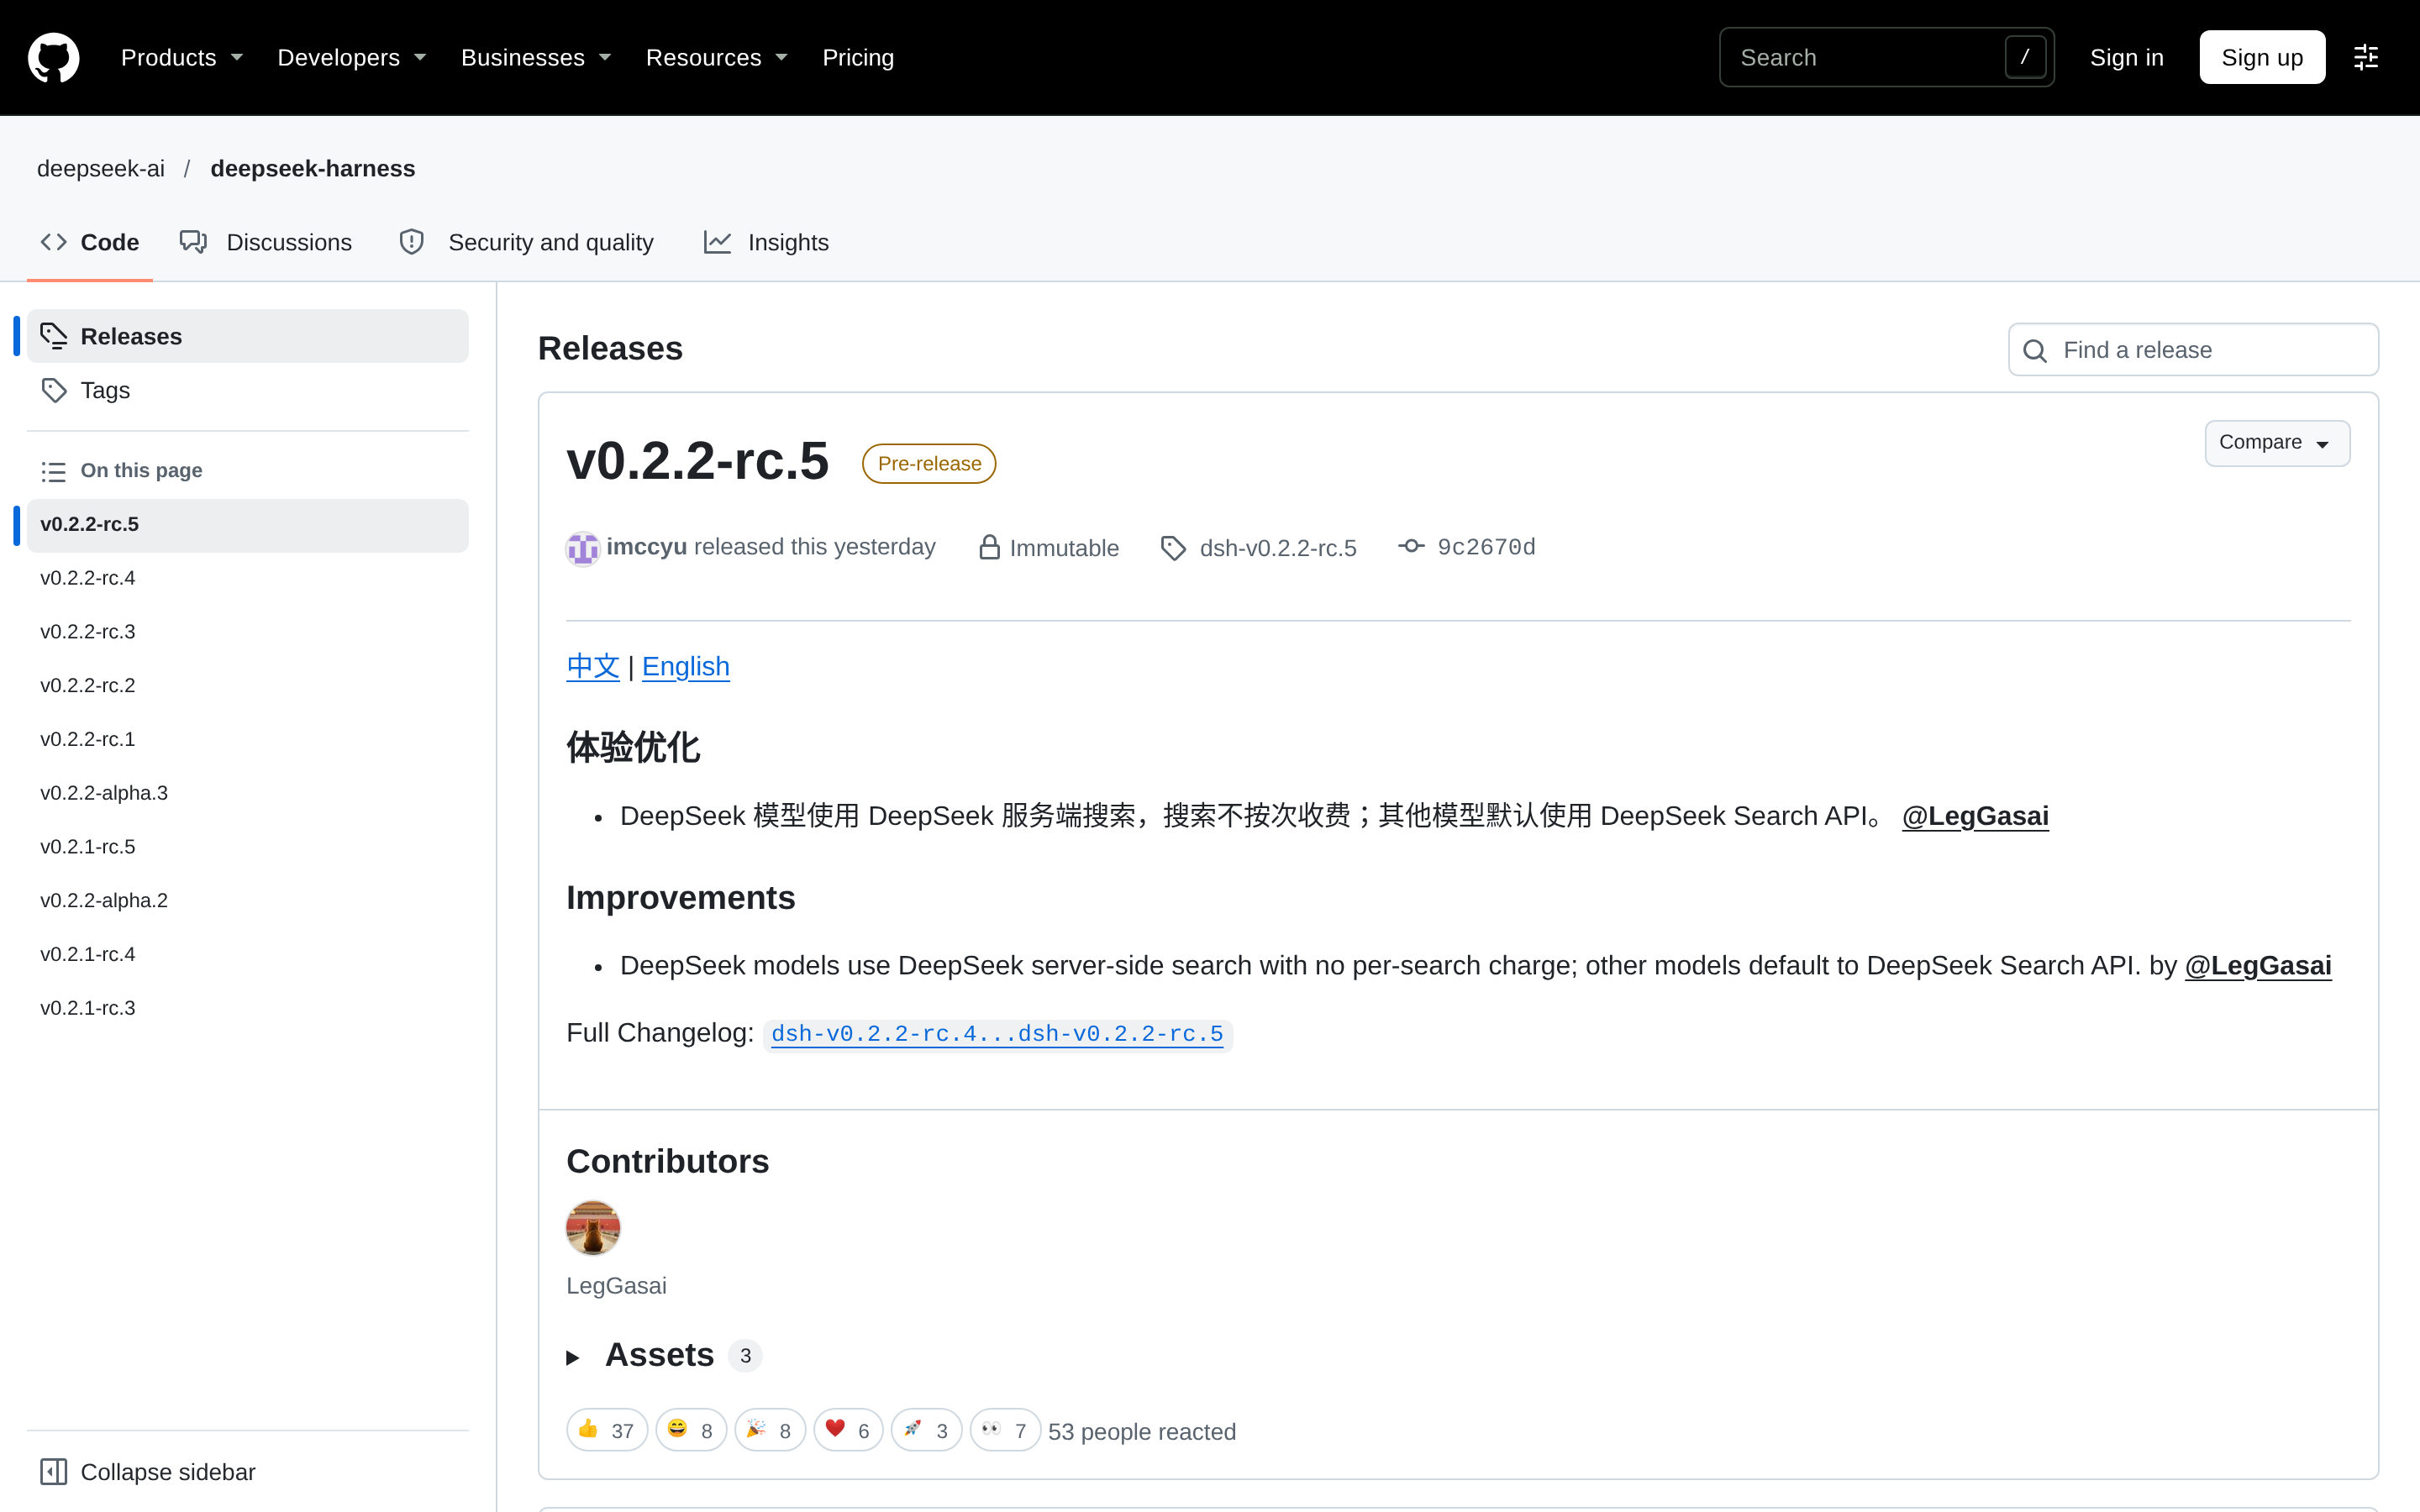 Products Developers Businesses Resources Pricing Search / Sign in Sign up
deepseek-ai / deepseek-harness
Code Discussions Security and quality Insights
Releases
Tags
On this page
v0.2.2-rc.5
v0.2.2-rc.4
v0.2.2-rc.3
v0.2.2-rc.2
v0.2.2-rc.1
v0.2.2-alpha.3
v0.2.1-rc.5
v0.2.2-alpha.2
v0.2.1-rc.4
v0.2.1-rc.3
Collapse sidebar
Releases
Find a release
v0.2.2-rc.5 Pre-release Compare
imccyu released this yesterday Immutable dsh-v0.2.2-rc.5 9c2670d
中文 | English
体验优化
• DeepSeek 模型使用 DeepSeek 服务端搜索，搜索不按次收费；其他模型默认使用 DeepSeek Search API。 @LegGasai
Improvements
• DeepSeek models use DeepSeek server-side search with no per-search charge; other models default to DeepSeek Search API. by @LegGasai
Full Changelog: dsh-v0.2.2-rc.4...dsh-v0.2.2-rc.5
Contributors
LegGasai
Assets 3
👍 37 😄 8 🎉 8 ❤️ 6 🚀 3 👀 7 53 people reacted